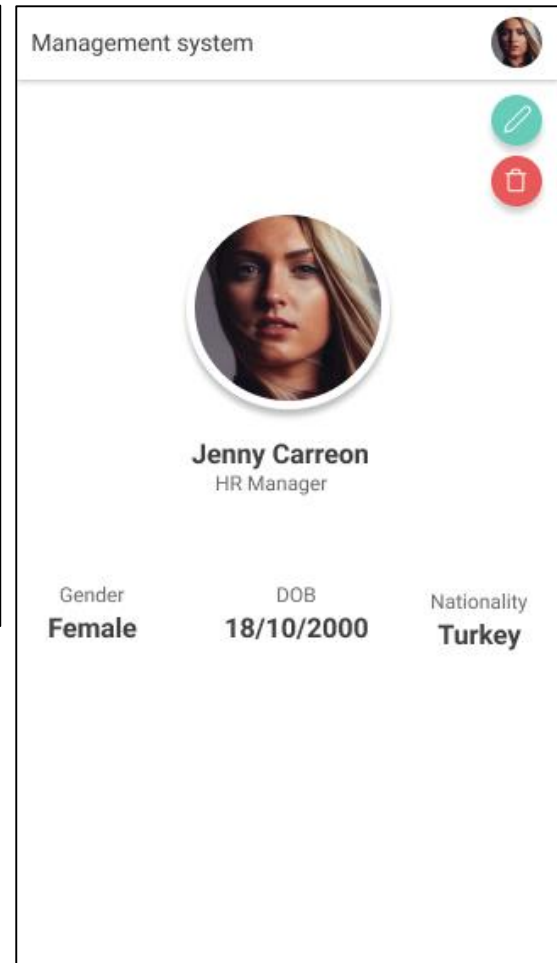 Management system
Jenny Carreon
HR Manager
Gender DOB Nationality
Female 18/10/2000 Turkey